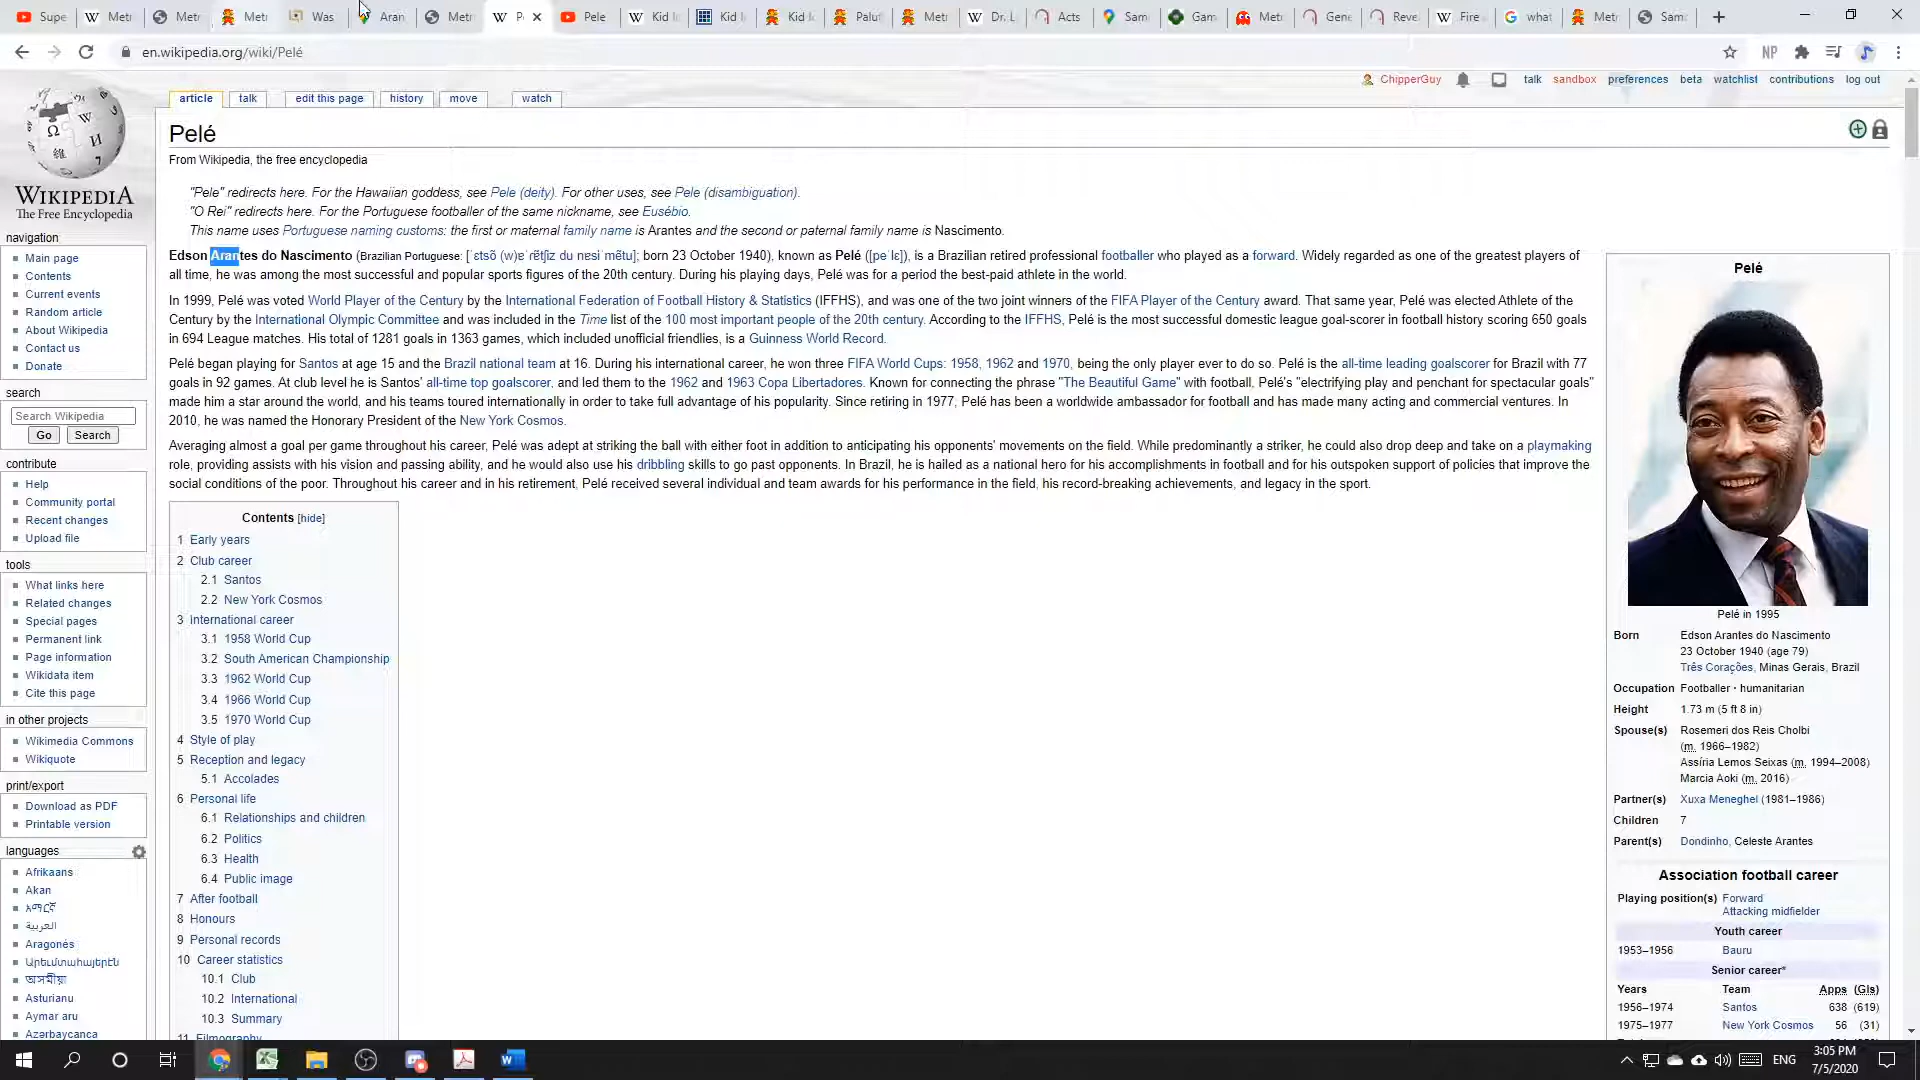 Supe
Metr
Metr
Metr
Was
Aran
Metr
P
Pele
Kid I
Kid I
Kid I
Palut
Metr
Dr. L
Acts
Sam
Gam
Metr
Gene
Reve
Fire
what
Metr
Sam
en.wikipedia.org/wiki/Pelé
NP
ChipperGuy talk sandbox preferences beta watchlist contributions log out
article talk edit this page history move watch
WIKIPEDIA
The Free Encyclopedia
navigation
Main page
Contents
Current events
Random article
About Wikipedia
Contact us
Donate
search
Search Wikipedia
Go Search
contribute
Help
Community portal
Recent changes
Upload file
tools
What links here
Related changes
Special pages
Permanent link
Page information
Wikidata item
Cite this page
in other projects
Wikimedia Commons
Wikiquote
print/export
Download as PDF
Printable version
languages
Afrikaans
Akan
አማርኛ
العربية
Aragonés
Արեւմտահայերէն
অসমীয়া
Asturianu
Aymar aru
Azərbaycanca
Pelé
From Wikipedia, the free encyclopedia
"Pele" redirects here. For the Hawaiian goddess, see Pele (deity). For other uses, see Pele (disambiguation).
"O Rei" redirects here. For the Portuguese footballer of the same nickname, see Eusébio.
This name uses Portuguese naming customs: the first or maternal family name is Arantes and the second or paternal family name is Nascimento.
Edson Arantes do Nascimento (Brazilian Portuguese: [ˈɛtsõ (w)ɐˈɾɐ̃tʃiz du nɐsiˈmẽtu]; born 23 October 1940), known as Pelé ([pe lɛ]), is a Brazilian retired professional footballer who played as a forward. Widely regarded as one of the greatest players of
all time, he was among the most successful and popular sports figures of the 20th century. During his playing days, Pelé was for a period the best-paid athlete in the world.
In 1999, Pelé was voted World Player of the Century by the International Federation of Football History & Statistics (IFFHS), and was one of the two joint winners of the FIFA Player of the Century award. That same year, Pelé was elected Athlete of the
Century by the International Olympic Committee and was included in the Time list of the 100 most important people of the 20th century. According to the IFFHS, Pelé is the most successful domestic league goal-scorer in football history scoring 650 goals
in 694 League matches. His total of 1281 goals in 1363 games, which included unofficial friendlies, is a Guinness World Record.
Pelé began playing for Santos at age 15 and the Brazil national team at 16. During his international career, he won three FIFA World Cups: 1958, 1962 and 1970, being the only player ever to do so. Pelé is the all-time leading goalscorer for Brazil with 77
goals in 92 games. At club level he is Santos' all-time top goalscorer, and led them to the 1962 and 1963 Copa Libertadores. Known for connecting the phrase "The Beautiful Game" with football, Pelé's "electrifying play and penchant for spectacular goals"
made him a star around the world, and his teams toured internationally in order to take full advantage of his popularity. Since retiring in 1977, Pelé has been a worldwide ambassador for football and has made many acting and commercial ventures. In
2010, he was named the Honorary President of the New York Cosmos.
Averaging almost a goal per game throughout his career, Pelé was adept at striking the ball with either foot in addition to anticipating his opponents' movements on the field. While predominantly a striker, he could also drop deep and take on a playmaking
role, providing assists with his vision and passing ability, and he would also use his dribbling skills to go past opponents. In Brazil, he is hailed as a national hero for his accomplishments in football and for his outspoken support of policies that improve the
social conditions of the poor. Throughout his career and in his retirement, Pelé received several individual and team awards for his performance in the field, his record-breaking achievements, and legacy in the sport.
Contents [hide]
1 Early years
2 Club career
2.1 Santos
2.2 New York Cosmos
3 International career
3.1 1958 World Cup
3.2 South American Championship
3.3 1962 World Cup
3.4 1966 World Cup
3.5 1970 World Cup
4 Style of play
5 Reception and legacy
5.1 Accolades
6 Personal life
6.1 Relationships and children
6.2 Politics
6.3 Health
6.4 Public image
7 After football
8 Honours
9 Personal records
10 Career statistics
10.1 Club
10.2 International
10.3 Summary
11 Filmography
Pelé
Pelé in 1995
Born Edson Arantes do Nascimento
23 October 1940 (age 79)
Três Corações, Minas Gerais, Brazil
Occupation Footballer · humanitarian
Height 1.73 m (5 ft 8 in)
Spouse(s) Rosemeri dos Reis Cholbi
(m. 1966–1982)
Assíria Lemos Seixas (m. 1994–2008)
Marcia Aoki (m. 2016)
Partner(s) Xuxa Meneghel (1981–1986)
Children 7
Parent(s) Dondinho, Celeste Arantes
Association football career
Playing position(s) Forward
Attacking midfielder
Youth career
1953–1956 Bauru
Senior career*
Years Team Apps (Gls)
1956–1974 Santos 638 (619)
1975–1977 New York Cosmos 56 (31)
ENG
3:05 PM
7/5/2020